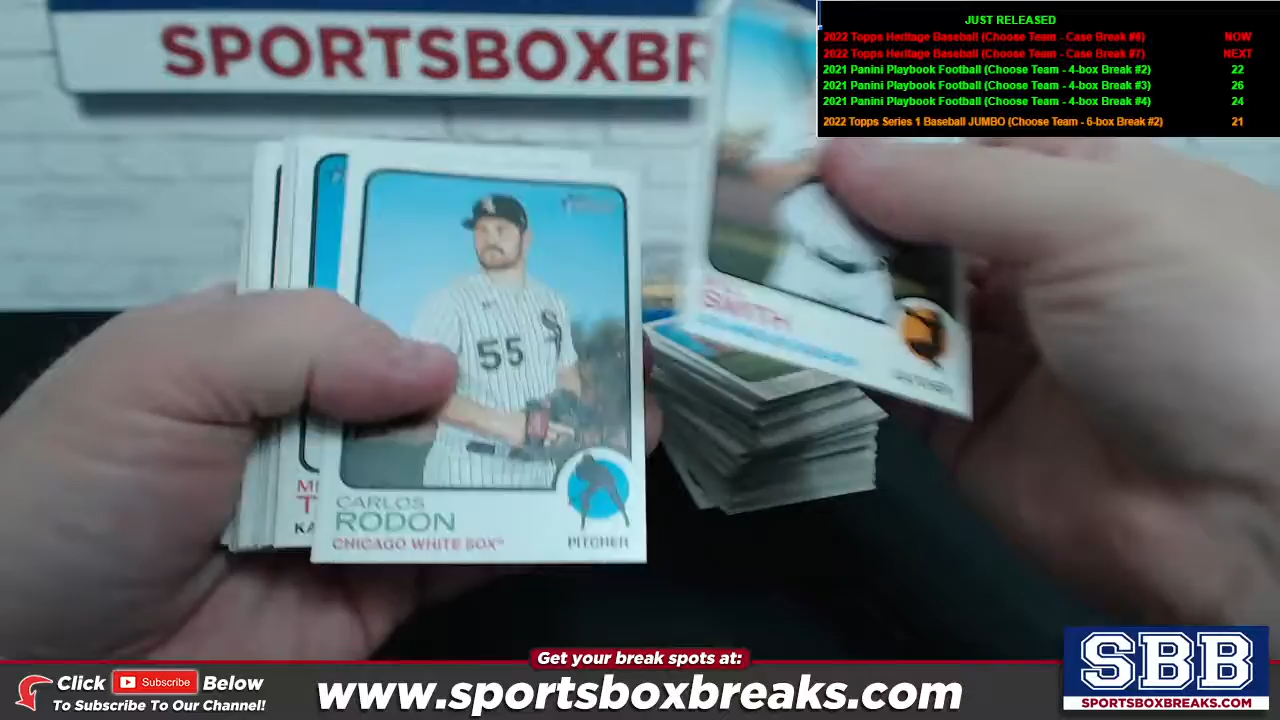 SPORTSBOXBR
JUST RELEASED
2022 Topps Heritage Baseball (Choose Team - Case Break #6) NOW
2022 Topps Heritage Baseball (Choose Team - Case Break #7) NEXT
2021 Panini Playbook Football (Choose Team - 4-box Break #2) 22
2021 Panini Playbook Football (Choose Team - 4-box Break #3) 26
2021 Panini Playbook Football (Choose Team - 4-box Break #4) 24
2022 Topps Series 1 Baseball JUMBO (Choose Team - 6-box Break #2) 21
SMITH
55
MI
T
KA
CARLOS
RODON
CHICAGO WHITE SOX™
PITCHER
Get your break spots at:
Click Subscribe Below
To Subscribe To Our Channel!
www.sportsboxbreaks.com
SBB
SPORTSBOXBREAKS.COM